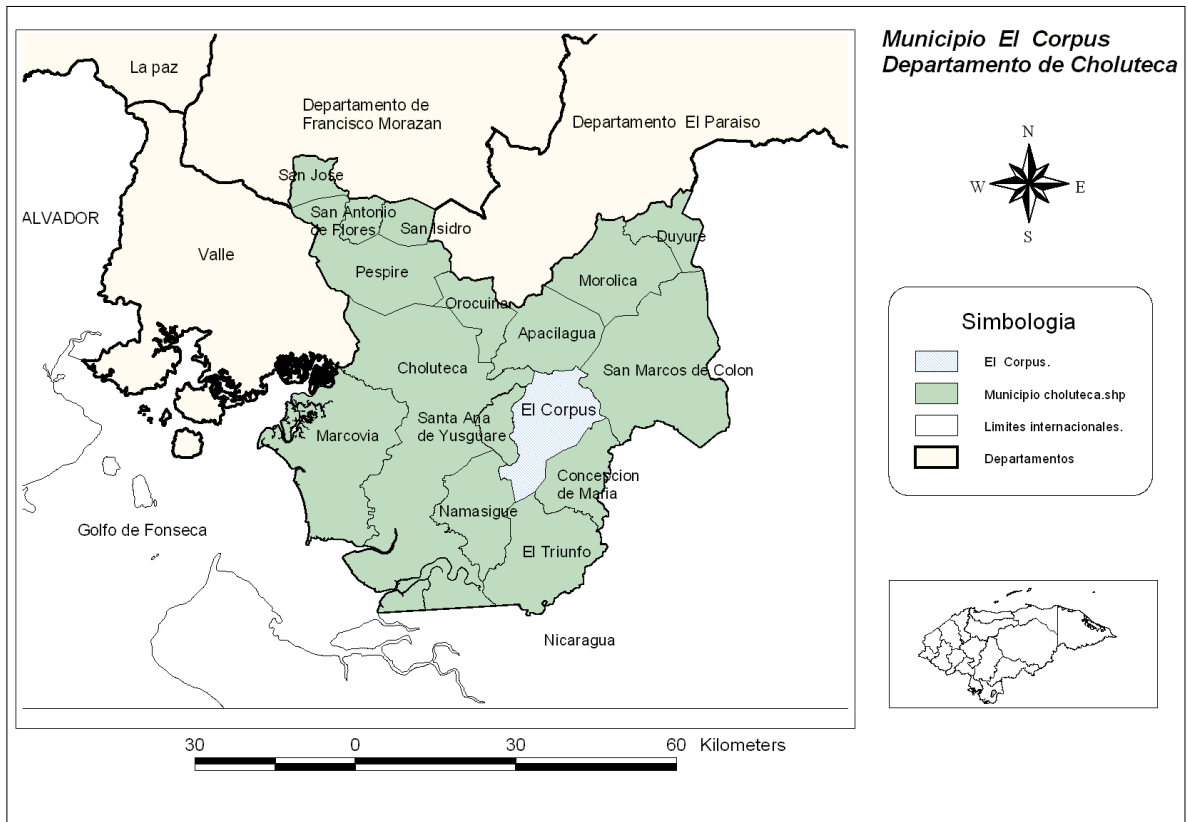 Municipio El Corpus
Departamento de Choluteca
La paz
Departamento de
Francisco Morazan
Departamento El Paraiso
N
W
E
S
San Jose
ALVADOR
San Antonio
de Flores
San Isidro
Duyure
Valle
Pespire
Morolica
Orocuina
Apacilagua
Choluteca
San Marcos de Colon
El Corpus
Santa Ana
de Yusguare
Marcovia
Concepcion
de Maria
Namasigue
Golfo de Fonseca
El Triunfo
Nicaragua
Simbologia
El Corpus.
Municipio choluteca.shp
Limites internacionales.
Departamentos
30 0 30 60 Kilometers